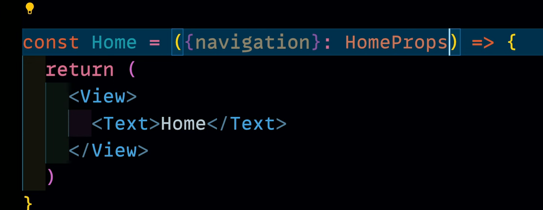 const Home = ({navigation}: HomeProps) => {
  return (
    <View>
      <Text>Home</Text>
    </View>
  )
}